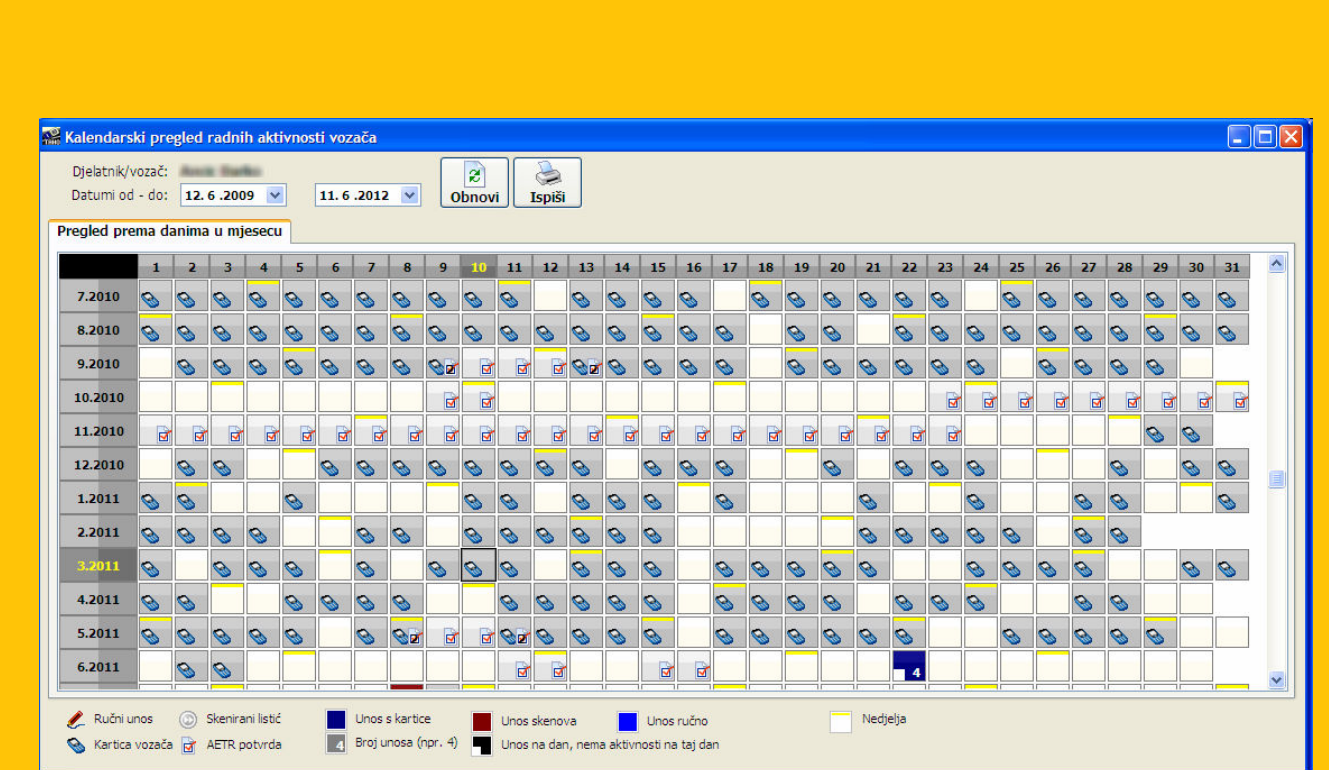 Kalendarski pregled radnih aktivnosti vozača
Djelatnik/vozač:
Datumi od - do: 12. 6 .2009 11. 6 .2012 Obnovi Ispiši
Pregled prema danima u mjesecu
1 2 3 4 5 6 7 8 9 10 11 12 13 14 15 16 17 18 19 20 21 22 23 24 25 26 27 28 29 30 31
7.2010
8.2010
9.2010
10.2010
11.2010
12.2010
1.2011
2.2011
3.2011
4.2011
5.2011
6.2011 4
Ručni unos Skenirani listić Unos s kartice Unos skenova Unos ručno Nedjelja
Kartica vozača AETR potvrda 4 Broj unosa (npr. 4) Unos na dan, nema aktivnosti na taj dan